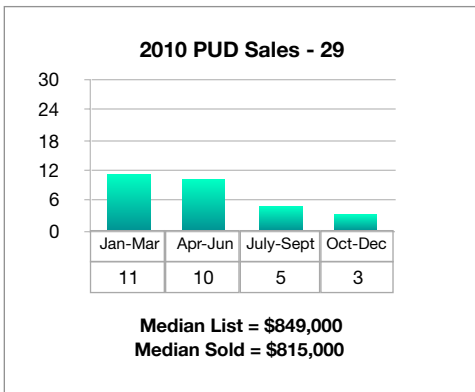 2010 PUD Sales - 29
30
24
18
12
6
0
Jan-Mar Apr-Jun July-Sept Oct-Dec
11 10 5 3
Median List = $849,000
Median Sold = $815,000